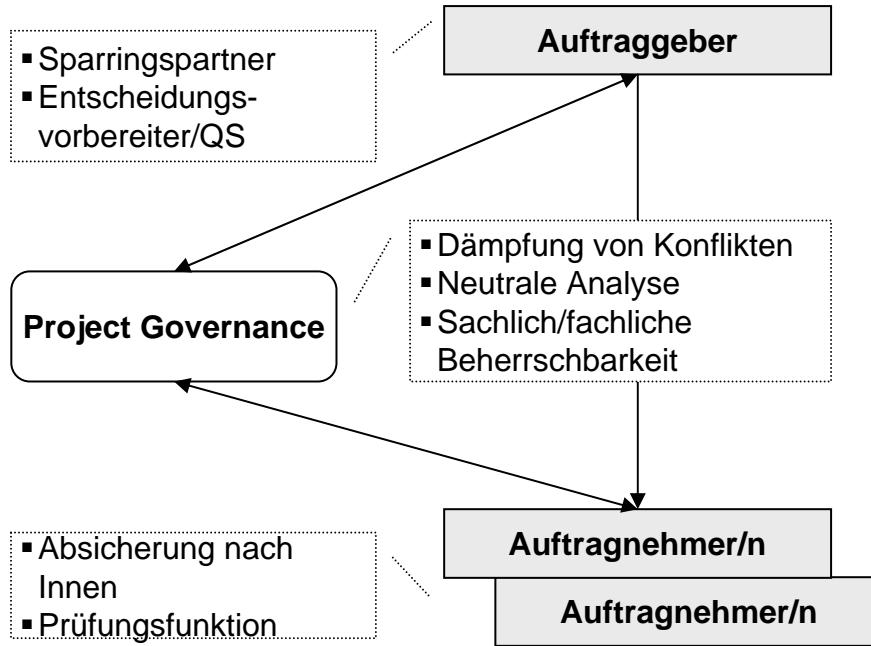 ▪ Sparringspartner
▪ Entscheidungs-
vorbereiter/QS
Auftraggeber
▪ Dämpfung von Konflikten
▪ Neutrale Analyse
▪ Sachlich/fachliche
Beherrschbarkeit
Project Governance
▪ Absicherung nach
Innen
▪ Prüfungsfunktion
Auftragnehmer/n
Auftragnehmer/n